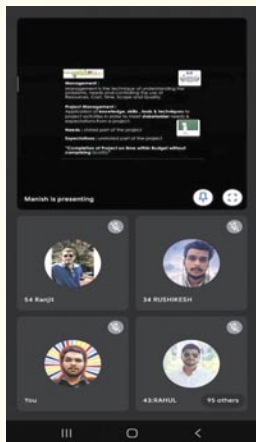 Management :
Management is the technique of understanding the
problems, needs and controlling the use of
Resources, Cost, Time, Scope and Quality.
Project Management :
Application of knowledge, skills , tools & techniques to
project activities in order to meet stakeholder needs &
expectations from a project.
Needs : stated part of the project
Expectations : unstated part of the project
"Completion of Project on time within Budget without
completing Quality"
Manish is presenting
54 Ranjit
34 RUSHIKESH
You
43:RAHUL
95 others